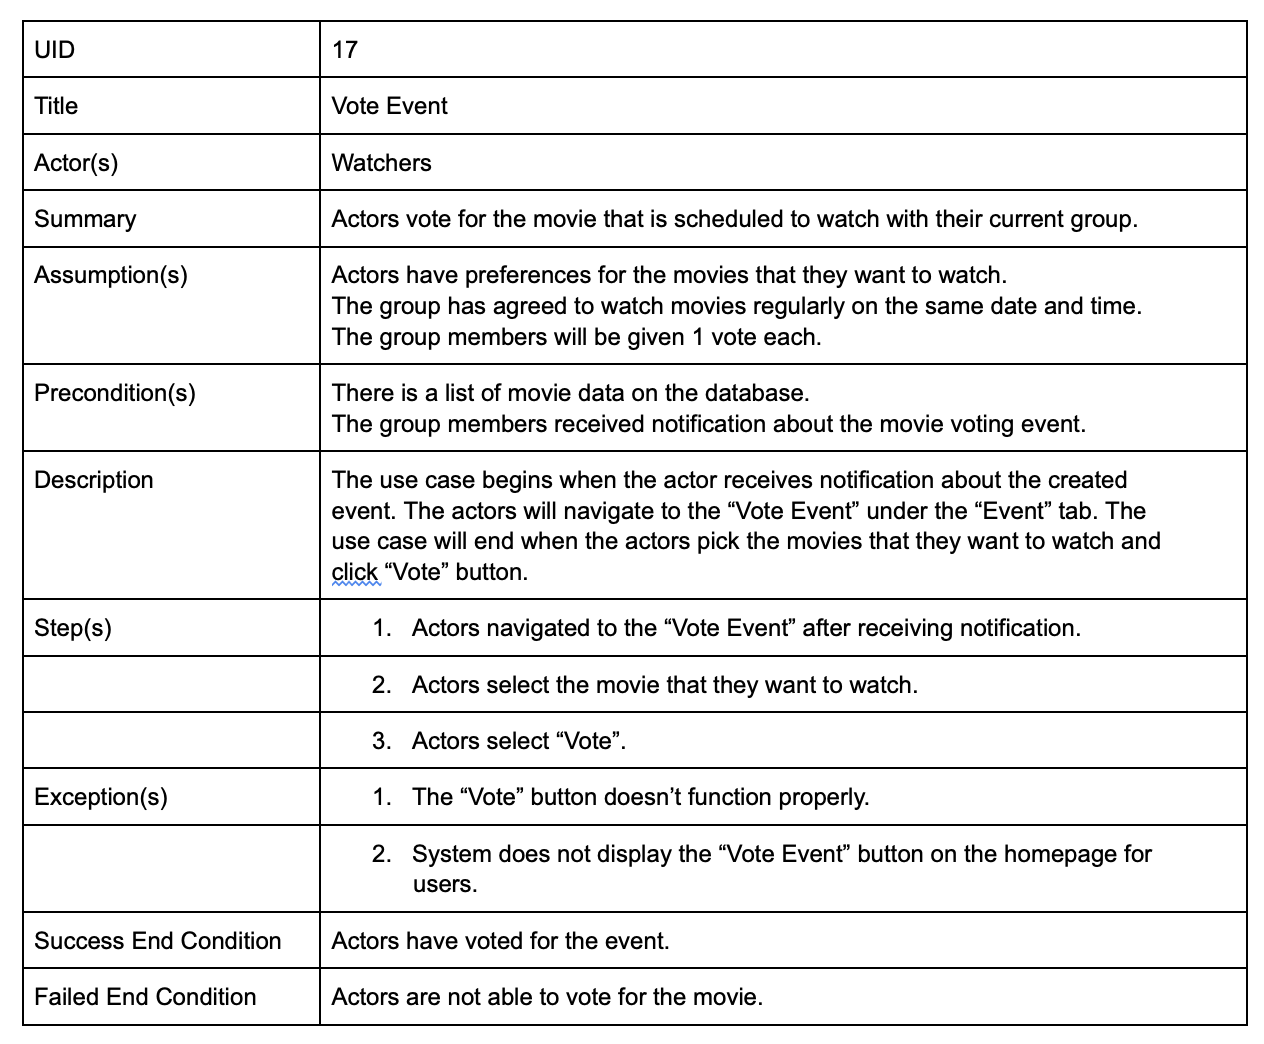 UID 17
Title Vote Event
Actor(s) Watchers
Summary Actors vote for the movie that is scheduled to watch with their current group.
Assumption(s) Actors have preferences for the movies that they want to watch.
The group has agreed to watch movies regularly on the same date and time.
The group members will be given 1 vote each.
Precondition(s) There is a list of movie data on the database.
The group members received notification about the movie voting event.
Description The use case begins when the actor receives notification about the created
event. The actors will navigate to the “Vote Event” under the “Event” tab. The
use case will end when the actors pick the movies that they want to watch and
click “Vote” button.
Step(s) 1. Actors navigated to the “Vote Event” after receiving notification.
2. Actors select the movie that they want to watch.
3. Actors select “Vote”.
Exception(s) 1. The “Vote” button doesn’t function properly.
2. System does not display the “Vote Event” button on the homepage for
users.
Success End Condition Actors have voted for the event.
Failed End Condition Actors are not able to vote for the movie.